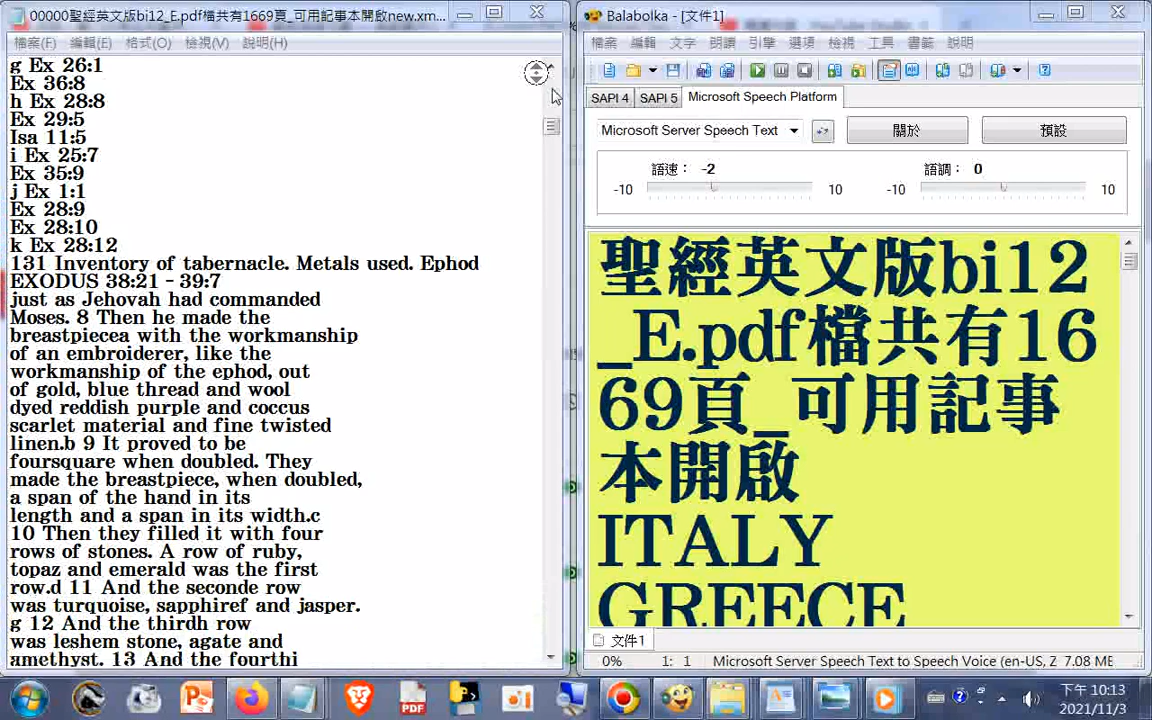 00000聖經英文版bi12_E.pdf檔共有1669頁_可用記事本開啟new.xm...
檔案(F) 編輯(E) 格式(O) 檢視(V) 說明(H)
g Ex 26:1
Ex 36:8
h Ex 28:8
Ex 29:5
Isa 11:5
i Ex 25:7
Ex 35:9
j Ex 1:1
Ex 28:9
Ex 28:10
k Ex 28:12
131 Inventory of tabernacle. Metals used. Ephod
EXODUS 38:21 - 39:7
just as Jehovah had commanded
Moses. 8 Then he made the
breastpiecea with the workmanship
of an embroiderer, like the
workmanship of the ephod, out
of gold, blue thread and wool
dyed reddish purple and coccus
scarlet material and fine twisted
linen.b 9 It proved to be
foursquare when doubled. They
made the breastpiece, when doubled,
a span of the hand in its
length and a span in its width.c
10 Then they filled it with four
rows of stones. A row of ruby,
topaz and emerald was the first
row.d 11 And the seconde row
was turquoise, sapphiref and jasper.
g 12 And the thirdh row
was leshem stone, agate and
amethyst. 13 And the fourthi
Balabolka - [文件1]
檔案 編輯 文字 朗讀 引擎 選項 檢視 工具 書籤 說明
SAPI 4 SAPI 5 Microsoft Speech Platform
Microsoft Server Speech Text 關於 預設
語速： -2 語調： 0
-10 10 -10 10
聖經英文版bi12
_E.pdf檔共有16
69頁_可用記事
本開啟
ITALY
GREECE
文件1
0% 1: 1 Microsoft Server Speech Text to Speech Voice (en-US, Z 7.08 ME
PDF
下午 10:13
2021/11/3